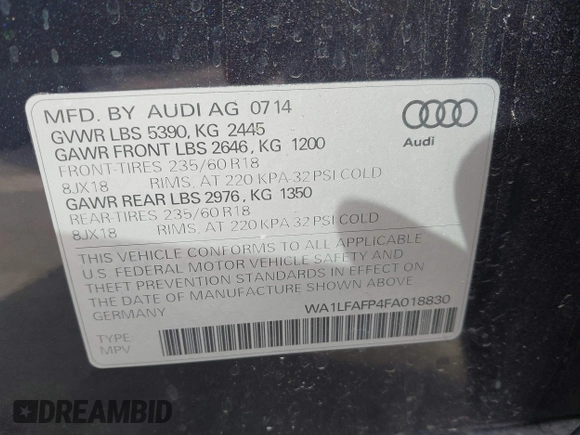 MFD. BY AUDI AG 07 14
GVWR LBS 5390, KG 2445
GAWR FRONT LBS 2646, KG 1200
FRONT-TIRES 235/60 R18
8JX18 RIMS, AT 220 KPA 32 PSI COLD
GAWR REAR LBS 2976, KG 1350
REAR-TIRES 235/60 R18
8JX18 RIMS, AT 220 KPA 32 PSI COLD
THIS VEHICLE CONFORMS TO ALL APPLICABLE
U.S. FEDERAL MOTOR VEHICLE SAFETY AND
THEFT PREVENTION STANDARDS IN EFFECT ON
THE DATE OF MANUFACTURE SHOWN ABOVE
GERMANY
WA1LFAFP4FA018830
TYPE:
MPV
Audi
DREAMBID